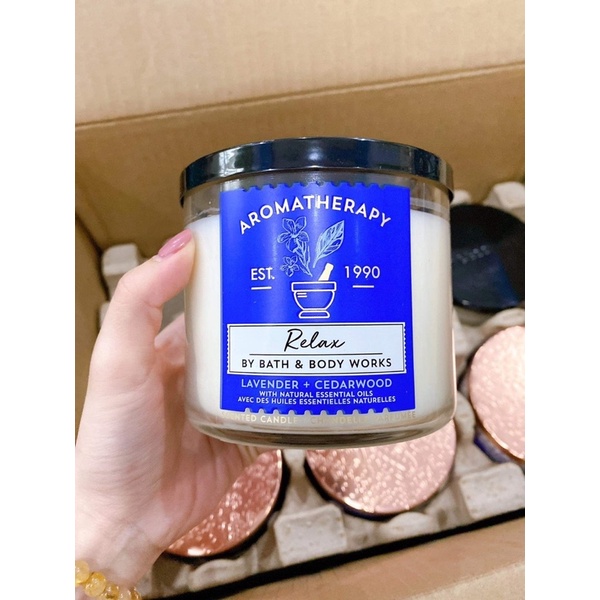 AROMATHERAPY
EST. 1990
Relax
BY BATH & BODY WORKS
LAVENDER + CEDARWOOD
WITH NATURAL ESSENTIAL OILS
AVEC DES HUILES ESSENTIELLES NATURELLES